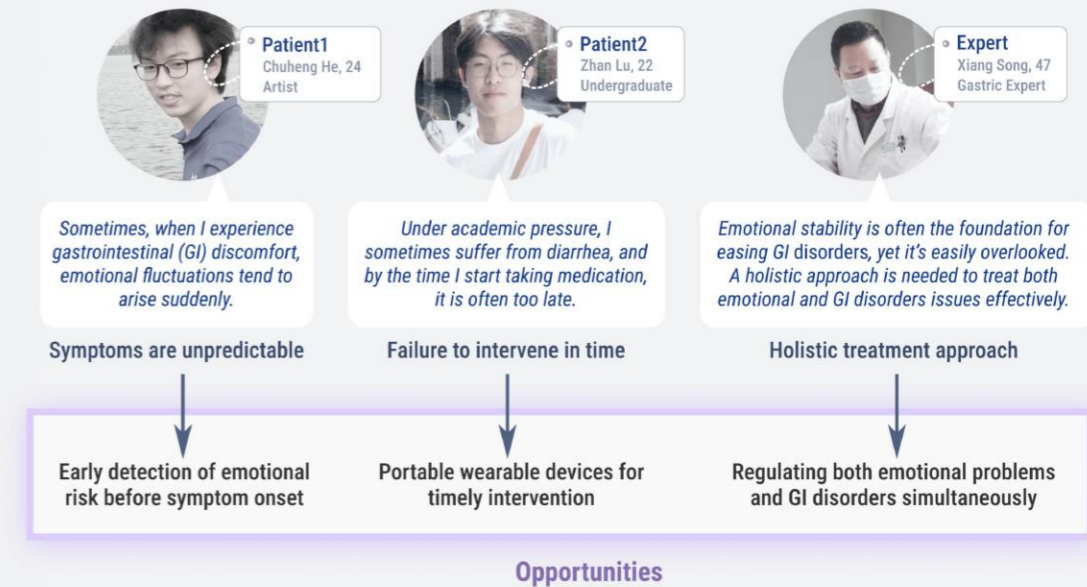 Patient1
Chuheng He, 24
Artist
Patient2
Zhan Lu, 22
Undergraduate
Expert
Xiang Song, 47
Gastric Expert
Sometimes, when I experience
gastrointestinal (GI) discomfort,
emotional fluctuations tend to
arise suddenly.
Under academic pressure, I
sometimes suffer from diarrhea, and
by the time I start taking medication,
it is often too late.
Emotional stability is often the foundation for
easing GI disorders, yet it's easily overlooked.
A holistic approach is needed to treat both
emotional and GI disorders issues effectively.
Symptoms are unpredictable
Failure to intervene in time
Holistic treatment approach
Early detection of emotional
risk before symptom onset
Portable wearable devices for
timely intervention
Regulating both emotional problems
and GI disorders simultaneously
Opportunities